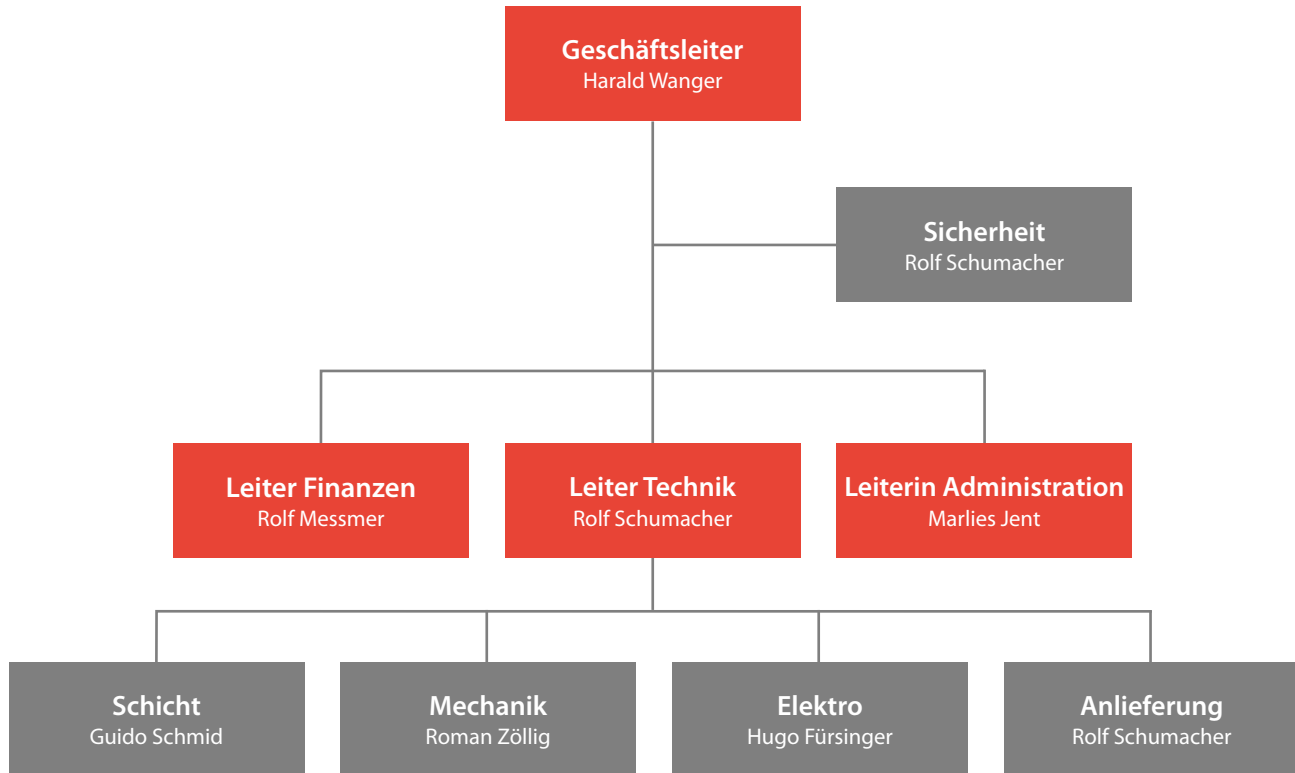 Geschäftsleiter
Harald Wanger
Sicherheit
Rolf Schumacher
Leiter Finanzen
Rolf Messmer
Leiter Technik
Rolf Schumacher
Leiterin Administration
Marlies Jent
Schicht
Guido Schmid
Mechanik
Roman Zöllig
Elektro
Hugo Fürsinger
Anlieferung
Rolf Schumacher